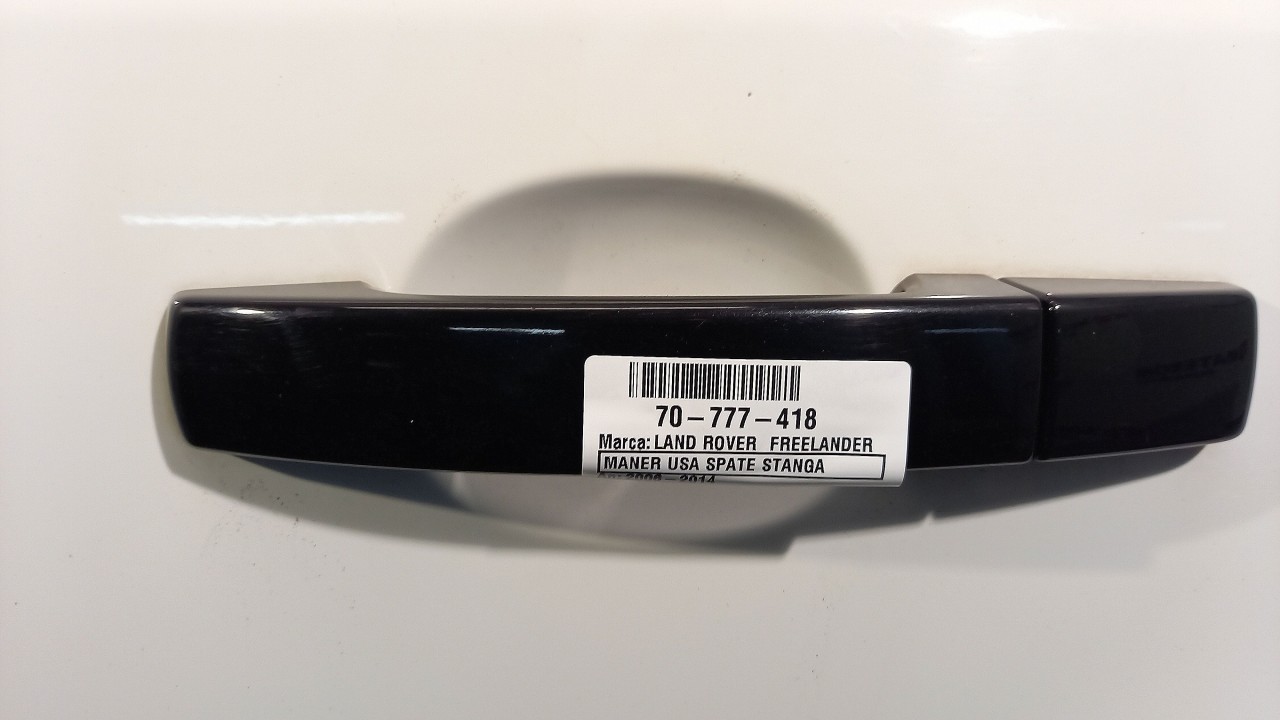 70-777-418
Marca: LAND ROVER FREELANDER
MANER USA SPATE STANGA